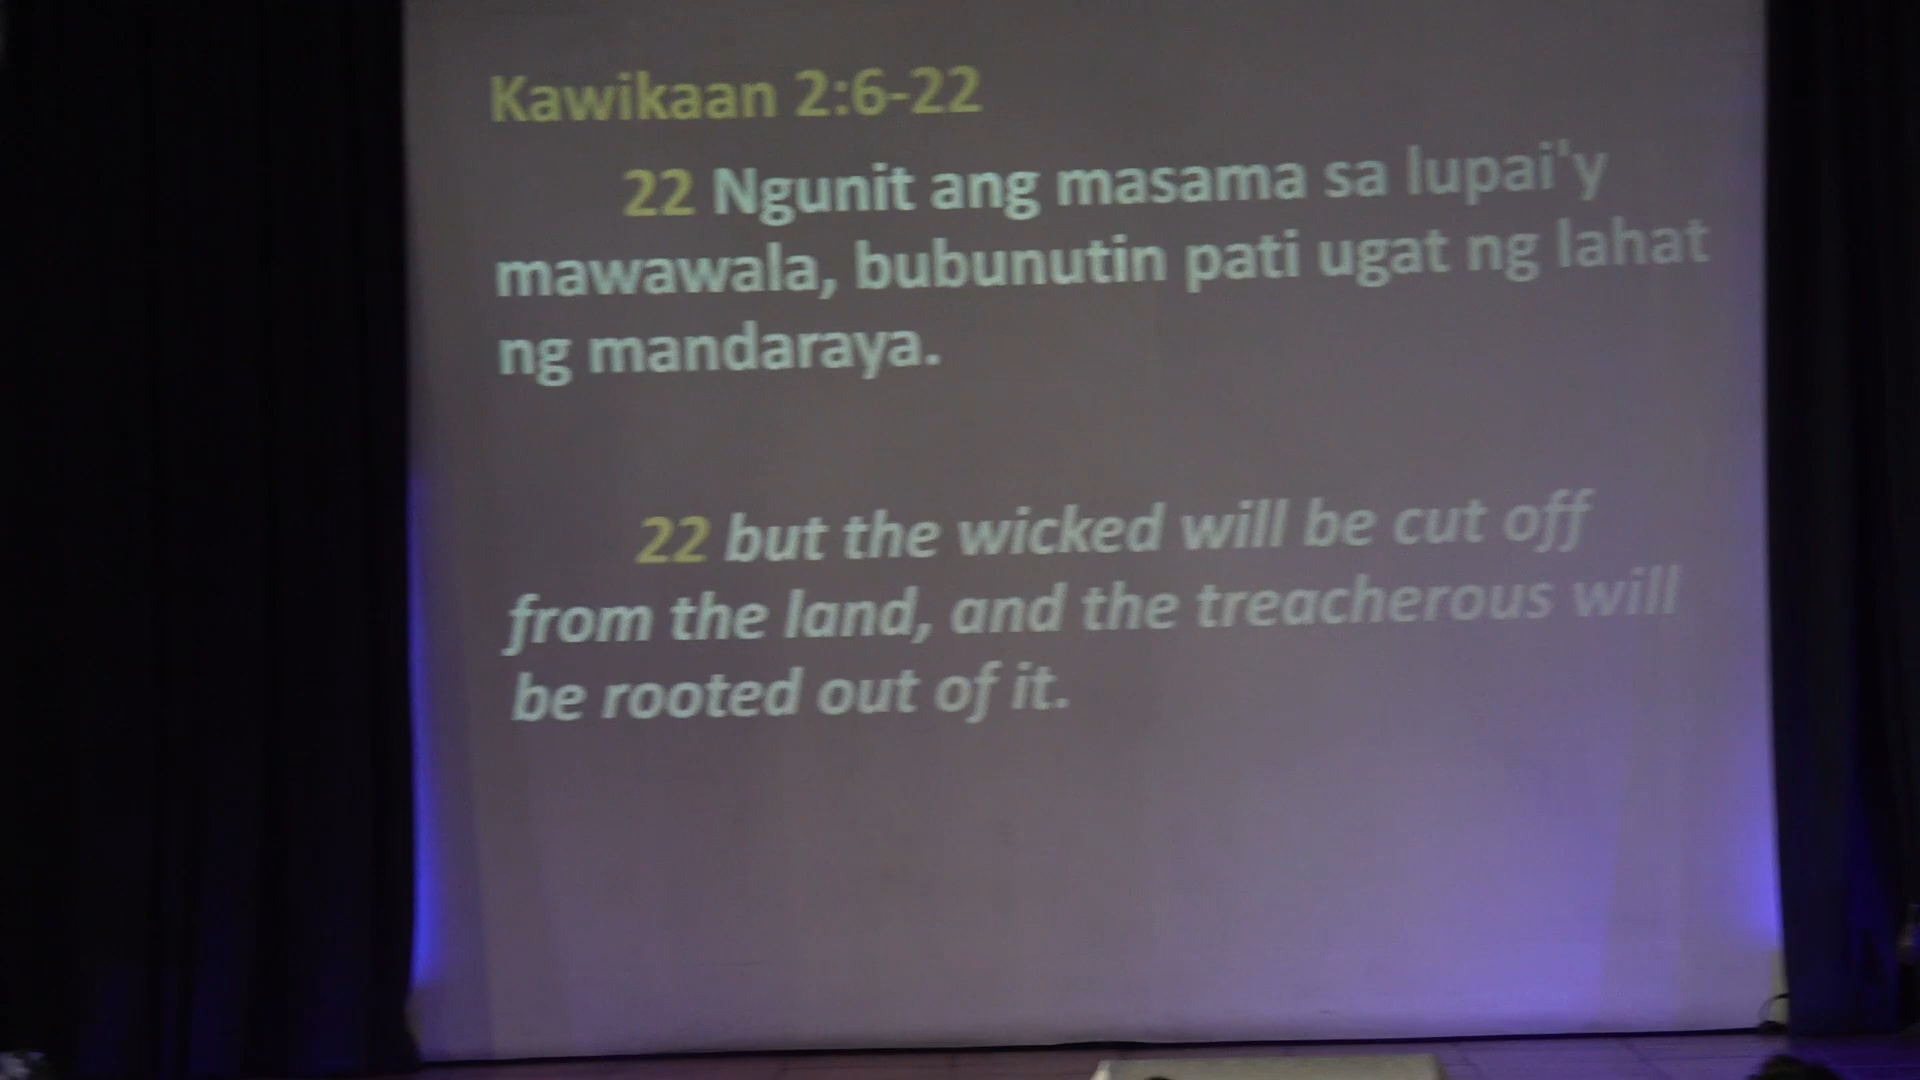 Kawikaan 2:6-22
22 Ngunit ang masama sa lupai'y
mawawala, bubunutin pati ugat ng lahat
ng mandaraya.
22 but the wicked will be cut off
from the land, and the treacherous will
be rooted out of it.